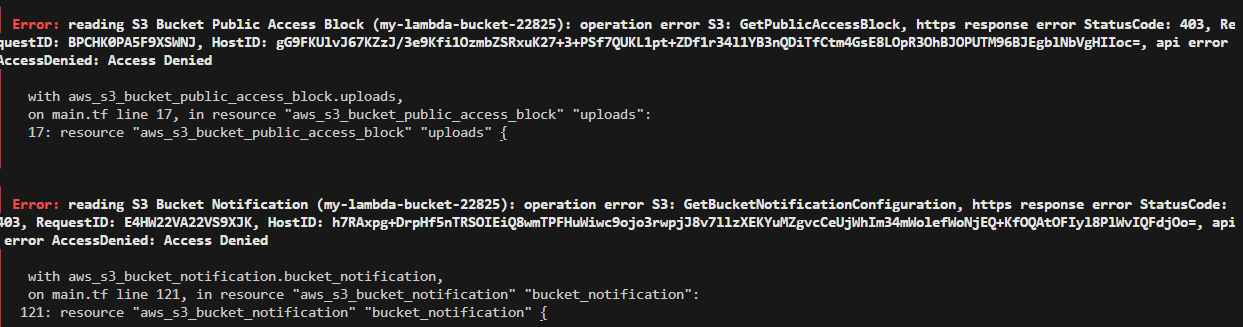 Error: reading S3 Bucket Public Access Block (my-lambda-bucket-22825): operation error S3: GetPublicAccessBlock, https response error StatusCode: 403, Re
questID: BPCHK0PA5F9XSWNJ, HostID: gG9FKUlvJ67KZzJ/3e9Kfi1OzmbZSRxuK27+3+PSf7QUKL1pt+ZDf1r34l1YB3nQDiTfCtm4GsE8LOpR3OhBJOPUTM96BJEgblNbVgHIIoc=, api error
AccessDenied: Access Denied
with aws_s3_bucket_public_access_block.uploads,
on main.tf line 17, in resource "aws_s3_bucket_public_access_block" "uploads":
17: resource "aws_s3_bucket_public_access_block" "uploads" {
Error: reading S3 Bucket Notification (my-lambda-bucket-22825): operation error S3: GetBucketNotificationConfiguration, https response error StatusCode:
403, RequestID: E4HW22VA22VS9XJK, HostID: h7RAxpg+DrpHf5nTRSOIEiQ8wmTPFHuWiwc9ojo3rwpjJ8v7llzXEKYuMZgvcCeUjWhIm34mWolefWoNjEQ+KfOQAtOFIyl8PlWvIQFdjOo=, api
error AccessDenied: Access Denied
with aws_s3_bucket_notification.bucket_notification,
on main.tf line 121, in resource "aws_s3_bucket_notification" "bucket_notification":
121: resource "aws_s3_bucket_notification" "bucket_notification" {